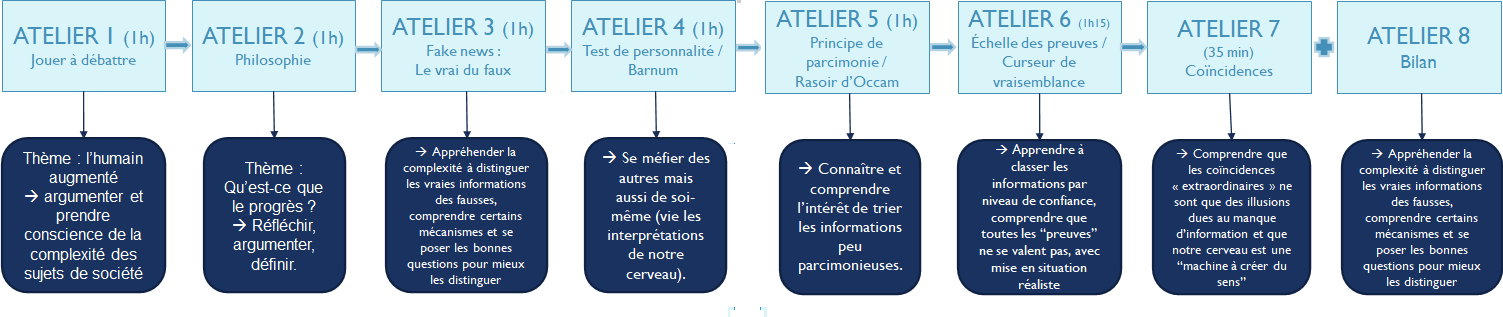 ATELIER 1 (1h)
Jouer à débattre
Thème : l’humain
augmenté
→ argumenter et
prendre
conscience de la
complexité des
sujets de société
ATELIER 2 (1h)
Philosophie
Thème :
Qu’est-ce que
le progrès ?
→ Réfléchir,
argumenter,
définir.
ATELIER 3 (1h)
Fake news :
Le vrai du faux
→ Appréhender la
complexité à distinguer
les vraies informations
des fausses,
comprendre certains
mécanismes et se
poser les bonnes
questions pour mieux
les distinguer
ATELIER 4 (1h)
Test de personnalité /
Barnum
→ Se méfier des
autres mais
aussi de soi-
même (vie les
interprétations
de notre
cerveau).
ATELIER 5 (1h)
Principe de
parcimonie /
Rasoir d’Occam
→ Connaître et
comprendre
l’intérêt de trier
les informations
peu
parcimonieuses.
ATELIER 6 (1h15)
Échelle des preuves /
Curseur de
vraisemblance
→ Apprendre à
classer les
informations par
niveau de confiance,
comprendre que
toutes les “preuves”
ne se valent pas, avec
mise en situation
réaliste
ATELIER 7
(35 min)
Coïncidences
→ Comprendre que
les coïncidences
« extraordinaires » ne
sont que des illusions
dues au manque
d’information et que
notre cerveau est une
“machine à créer du
sens”
ATELIER 8
Bilan
→ Appréhender la
complexité à distinguer
les vraies informations
des fausses,
comprendre certains
mécanismes et se
poser les bonnes
questions pour mieux
les distinguer